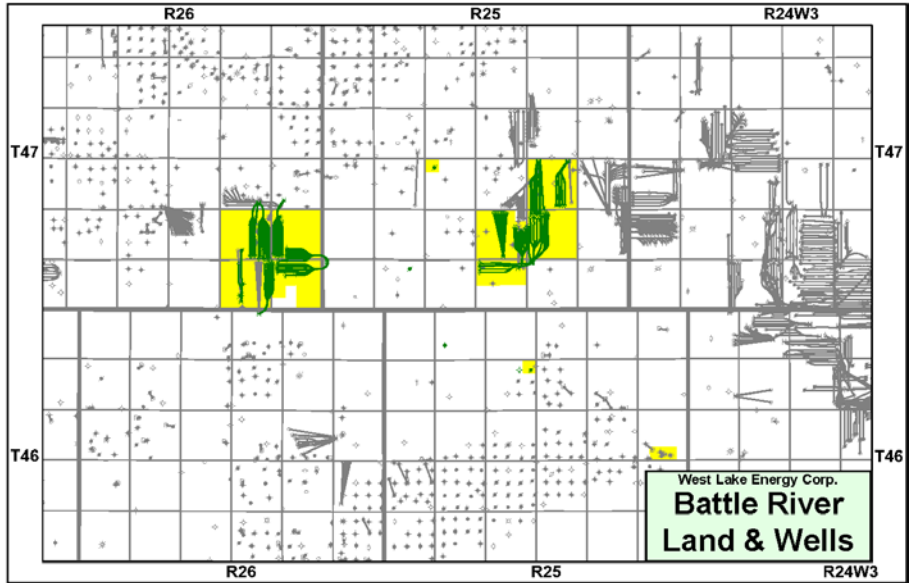 R26 R25 R24W3
T47 T47
T46 T46
West Lake Energy Corp.
Battle River
Land & Wells
R26 R25 R24W3